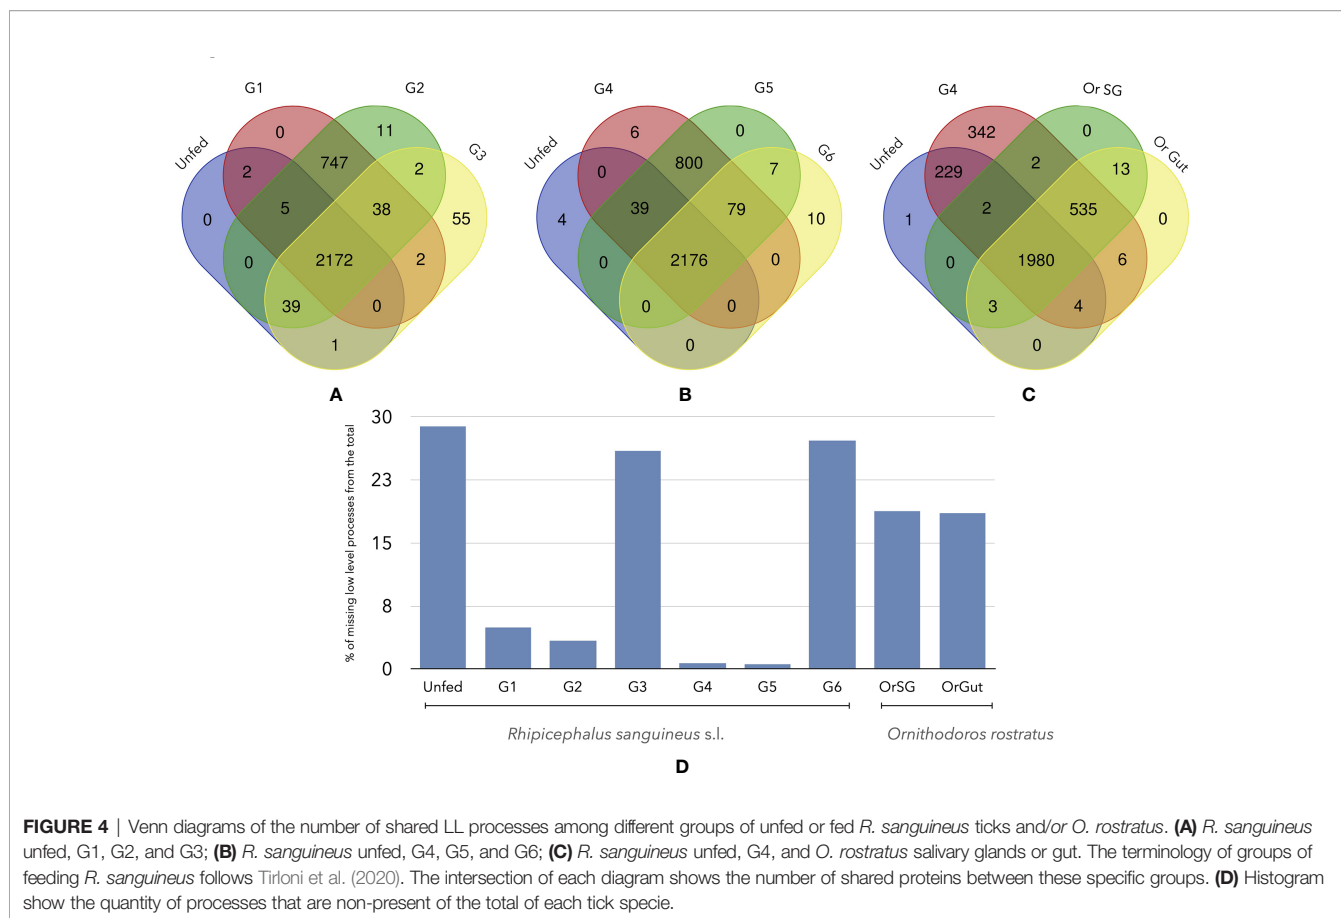 G1 G2 G4 G5 G4 Or SG
Unfed G3 Unfed G6 Unfed Or Gut
0 11 6 0 342 0
2 747 2 0 800 7 229 2 13
0 5 38 55 4 39 79 10 1 2 535 0
0 2172 2 0 2176 0 0 1980 6
39 0 0 0 3 4
1 0 0
A B C
% of missing low level processes from the total
30
23
15
8
0
Unfed G1 G2 G3 G4 G5 G6 OrSG OrGut
Rhipicephalus sanguineus s.l. Ornithodoros rostratus
D
FIGURE 4 | Venn diagrams of the number of shared LL processes among different groups of unfed or fed R. sanguineus ticks and/or O. rostratus. (A) R. sanguineus
unfed, G1, G2, and G3; (B) R. sanguineus unfed, G4, G5, and G6; (C) R. sanguineus unfed, G4, and O. rostratus salivary glands or gut. The terminology of groups of
feeding R. sanguineus follows Tirloni et al. (2020). The intersection of each diagram shows the number of shared proteins between these specific groups. (D) Histogram
show the quantity of processes that are non-present of the total of each tick specie.